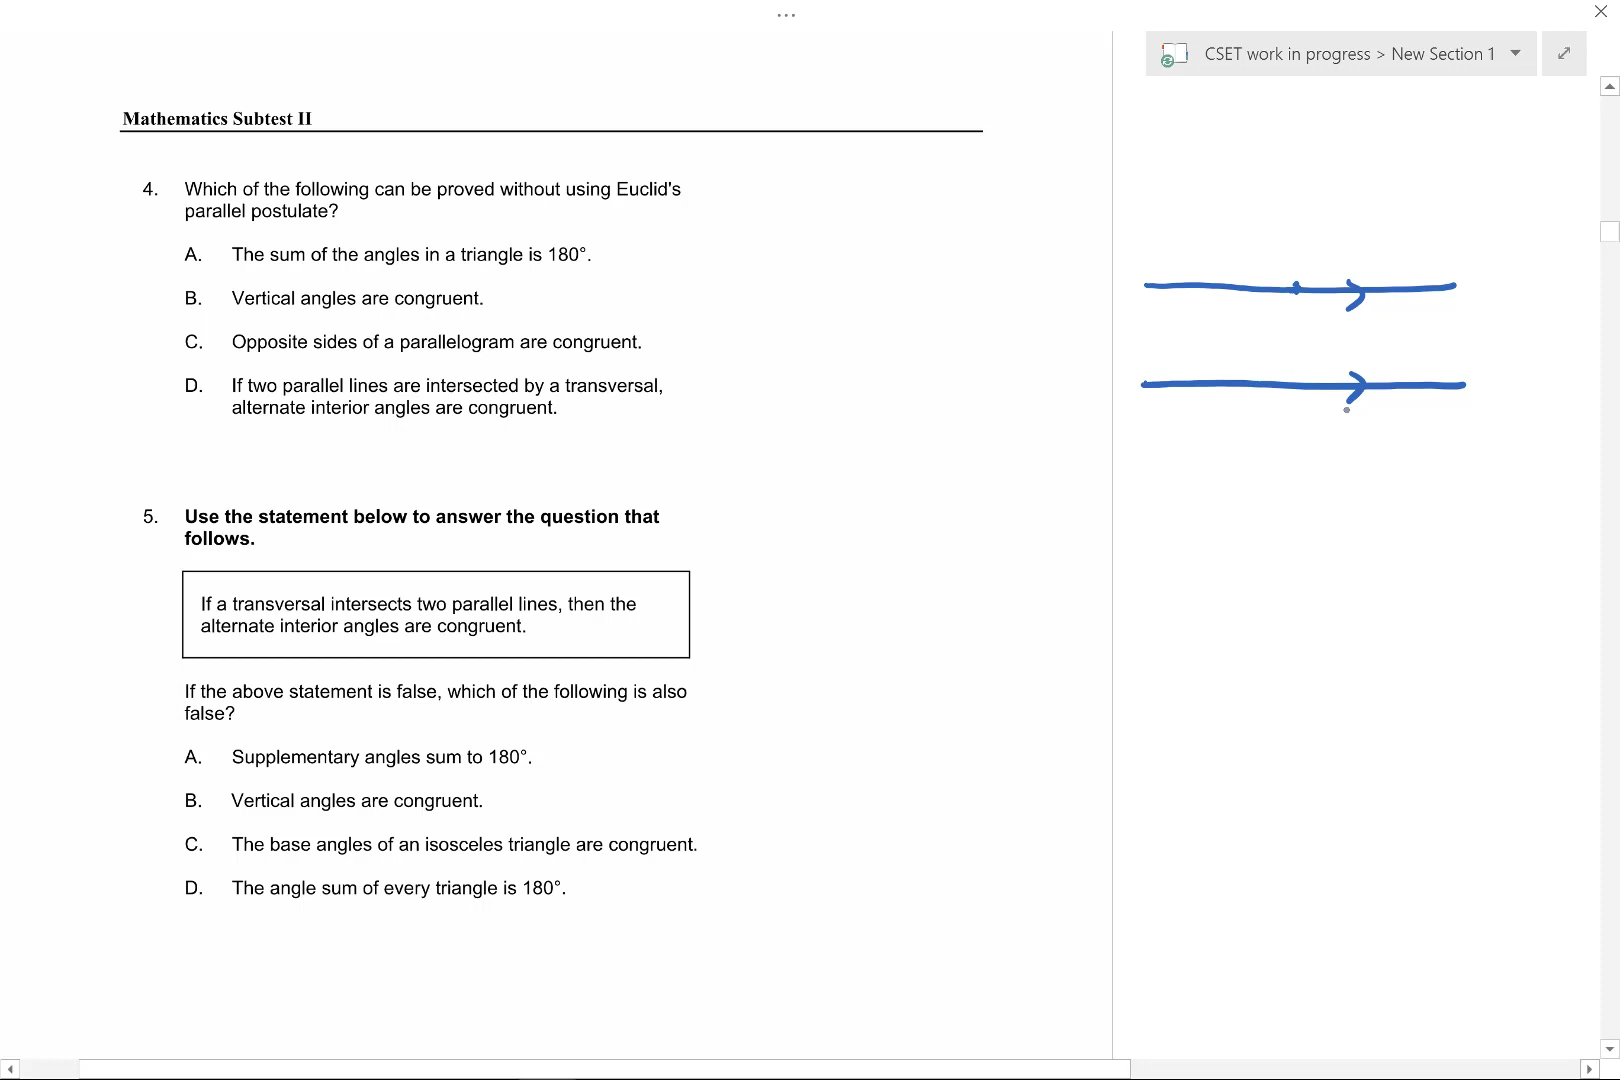 CSET work in progress > New Section 1
Mathematics Subtest II
4. Which of the following can be proved without using Euclid's
parallel postulate?
A. The sum of the angles in a triangle is 180°.
B. Vertical angles are congruent.
C. Opposite sides of a parallelogram are congruent.
D. If two parallel lines are intersected by a transversal,
alternate interior angles are congruent.
5. Use the statement below to answer the question that
follows.
If a transversal intersects two parallel lines, then the
alternate interior angles are congruent.
If the above statement is false, which of the following is also
false?
A. Supplementary angles sum to 180°.
B. Vertical angles are congruent.
C. The base angles of an isosceles triangle are congruent.
D. The angle sum of every triangle is 180°.